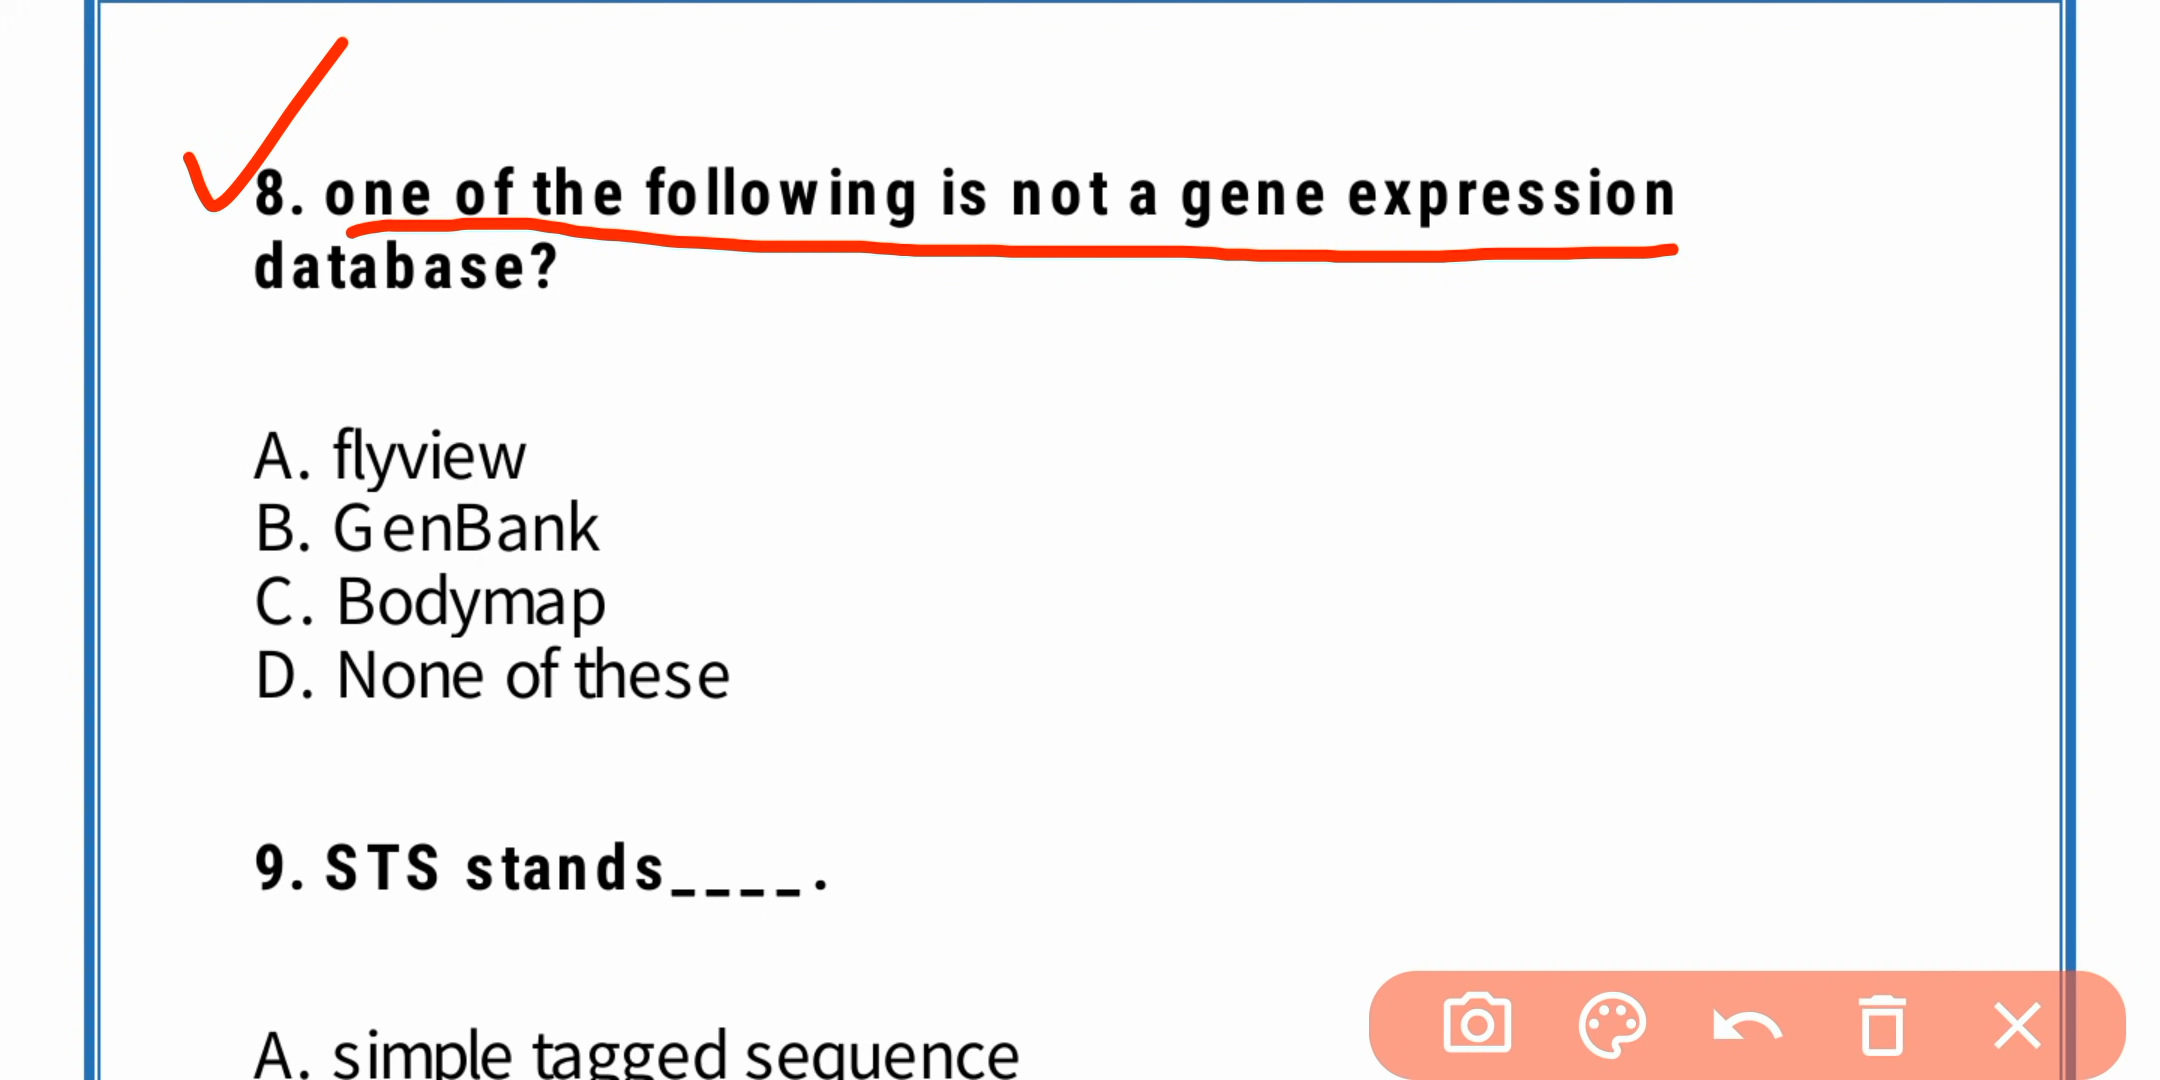 8. one of the following is not a gene expression
database?
A. flyview
B. GenBank
C. Bodymap
D. None of these
9. STS stands____.
A. simple tagged sequence